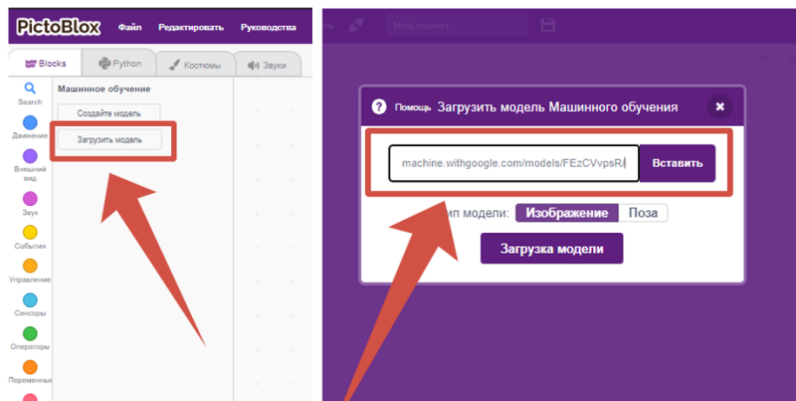 PictoBlox Файл Редактировать Руководства
Blocks Python Костюмы Звуки
Search
Движение
Внешний
вид
Звук
События
Управление
Сенсоры
Операторы
Переменные
Машинное обучение
Создайте модель
Загрузить модель
Мой проект
Помощь Загрузить модель Машинного обучения
machine.withgoogle.com/models/FEzCVvpsR/ Вставить
ип модели: Изображение Поза
Загрузка модели